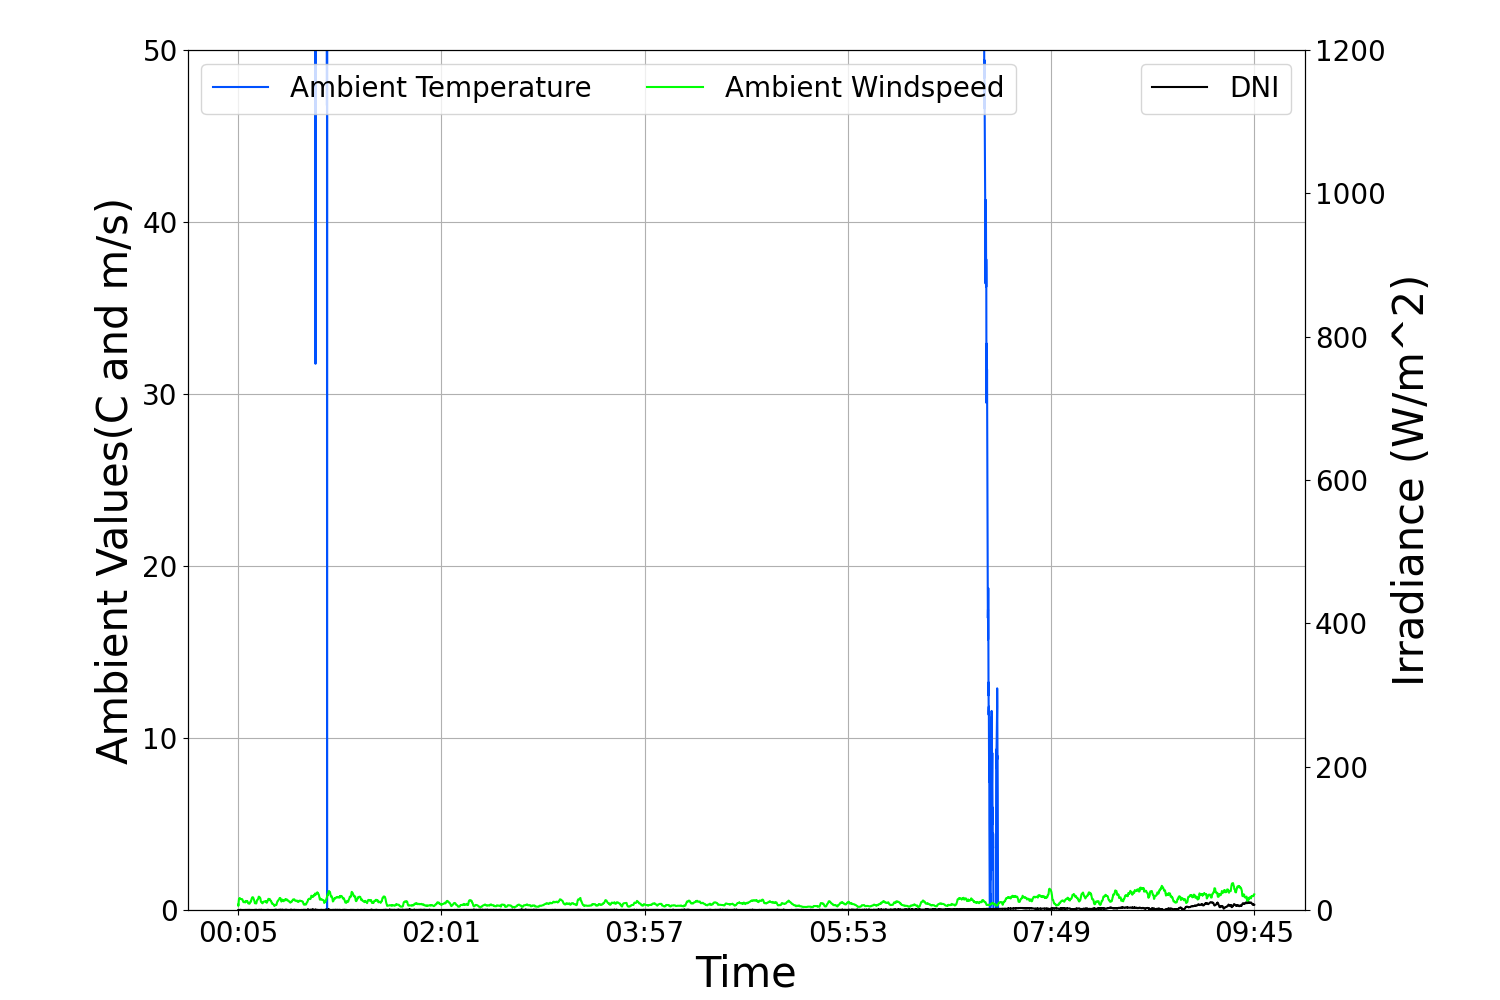 Ambient Temperature
Ambient Windspeed
DNI
Ambient Values(C and m/s)
50
40
30
20
10
0
1200
1000
800
600
400
200
0
Irradiance (W/m^2)
00:05 02:01 03:57 05:53 07:49 09:45
Time